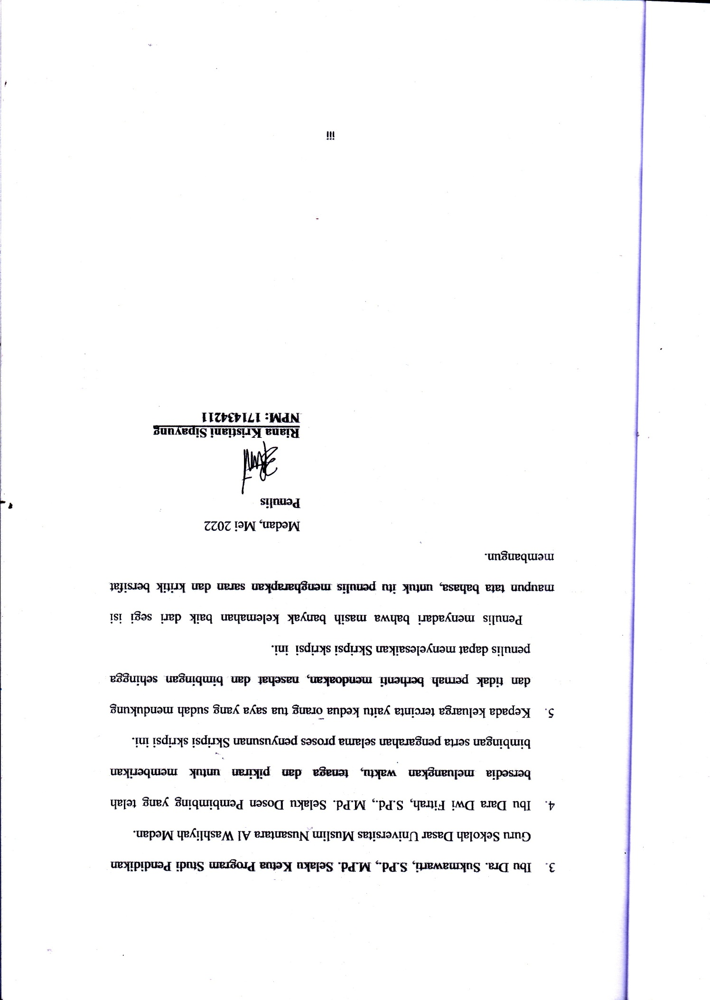 3. Ibu Dra. Sukmawarti, S.Pd., M.Pd. Selaku Ketua Program Studi Pendidikan
Guru Sekolah Dasar Universitas Muslim Nusantara Al Washliyah Medan.
4. Ibu Dara Dwi Fitrah, S.Pd., M.Pd. Selaku Dosen Pembimbing yang telah
bersedia meluangkan waktu, tenaga dan pikiran untuk memberikan
bimbingan serta pengarahan selama proses penyusunan Skripsi skripsi ini.
5. Kepada keluarga tercinta yaitu kedua orang tua saya yang sudah mendukung
dan tidak pernah berhenti mendoakan, nasehat dan bimbingan sehingga
penulis dapat menyelesaikan Skripsi skripsi ini.
Penulis menyadari bahwa masih banyak kelemahan baik dari segi isi
maupun tata bahasa, untuk itu penulis mengharapkan saran dan kritik bersifat
membangun.
Medan, Mei 2022
Penulis
Riana Kristiani Sipayung
NPM: 171434211
iii